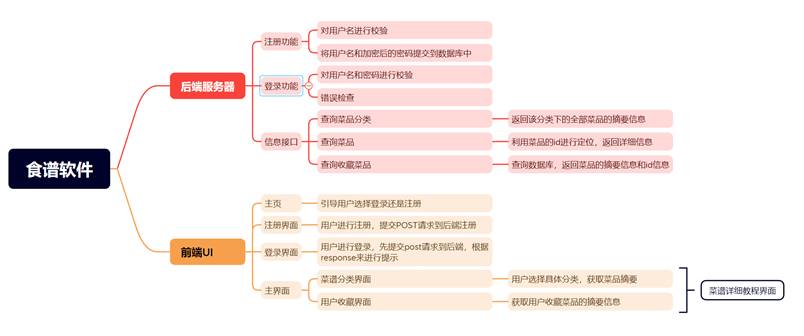 食谱软件
后端服务器
注册功能
对用户名进行校验
将用户名和加密后的密码提交到数据库中
登录功能
对用户名和密码进行校验
错误检查
信息接口
查询菜品分类
返回该分类下的全部菜品的摘要信息
查询菜品
利用菜品的id进行定位，返回详细信息
查询收藏菜品
查询数据库，返回菜品的摘要信息和id信息
前端UI
主页
引导用户选择登录还是注册
注册界面
用户进行注册，提交POST请求到后端注册
登录界面
用户进行登录，先提交post请求到后端，根据
response来进行提示
主界面
菜谱分类界面
用户选择具体分类，获取菜品摘要
用户收藏界面
获取用户收藏菜品的摘要信息
菜谱详细教程界面